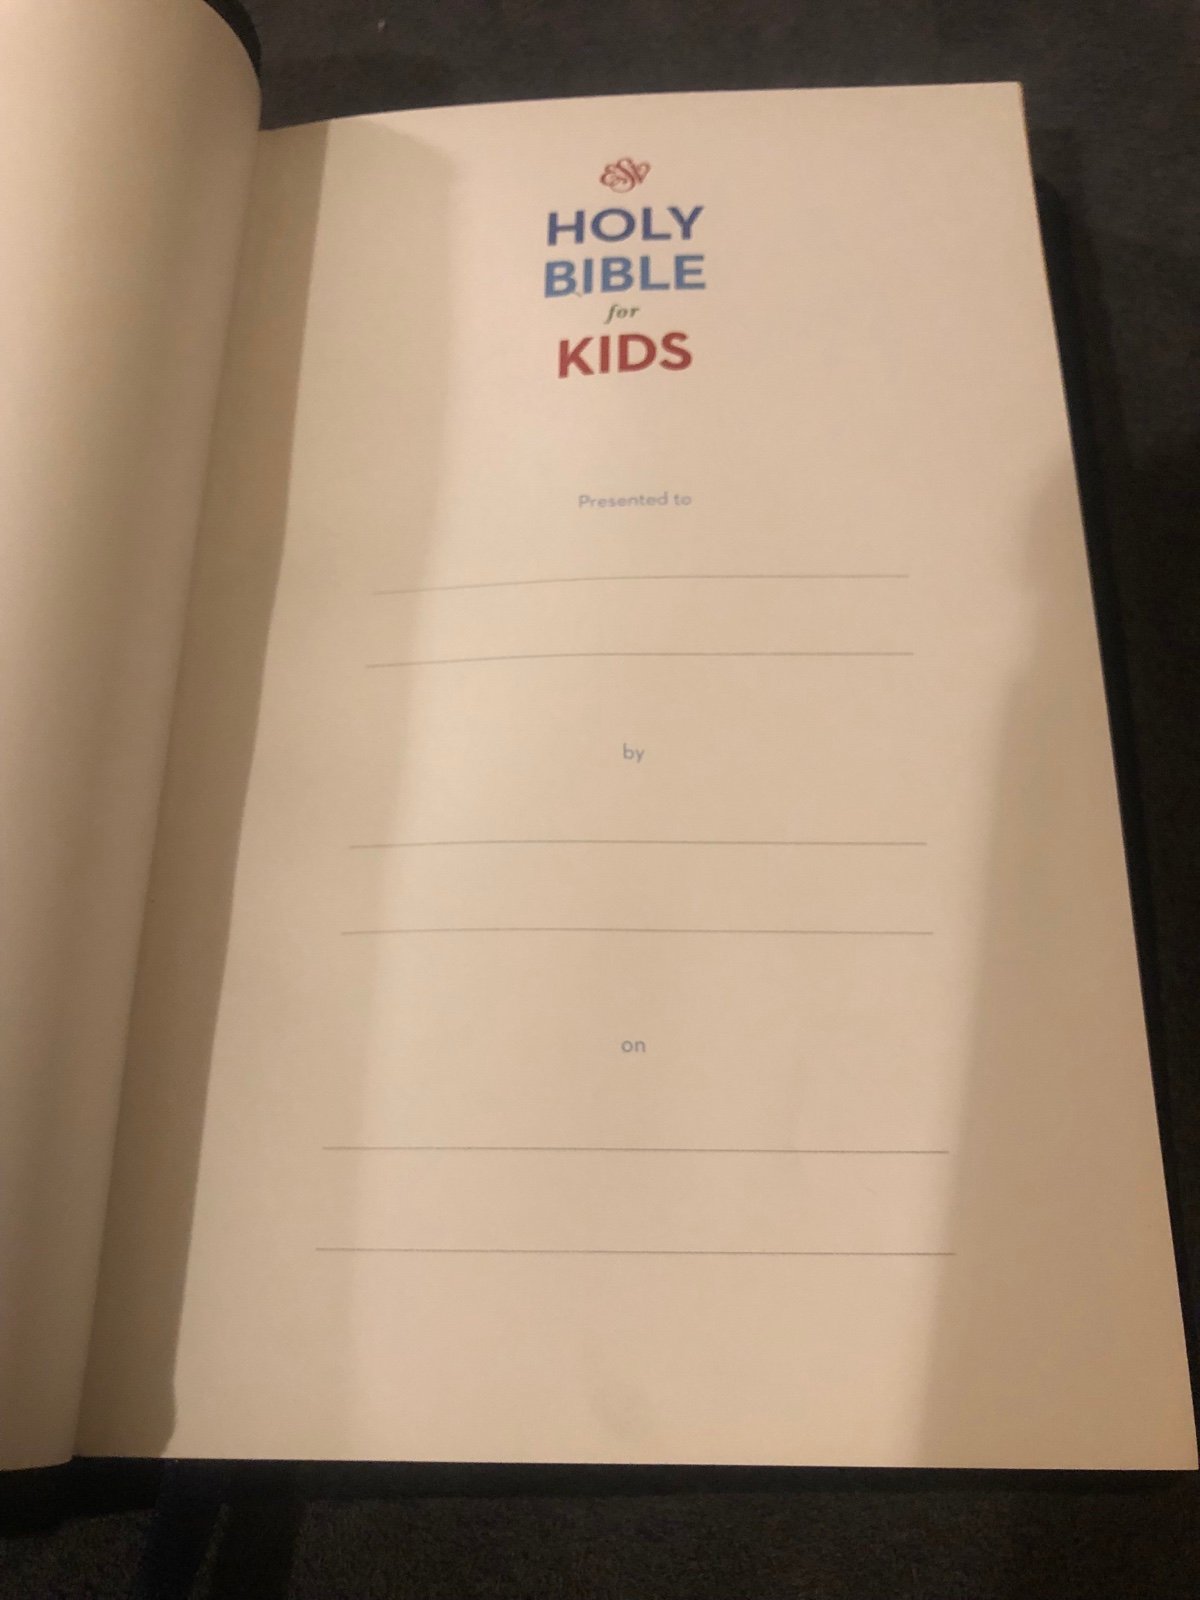 ESV
HOLY
BIBLE
for
KIDS
Presented to
by
on